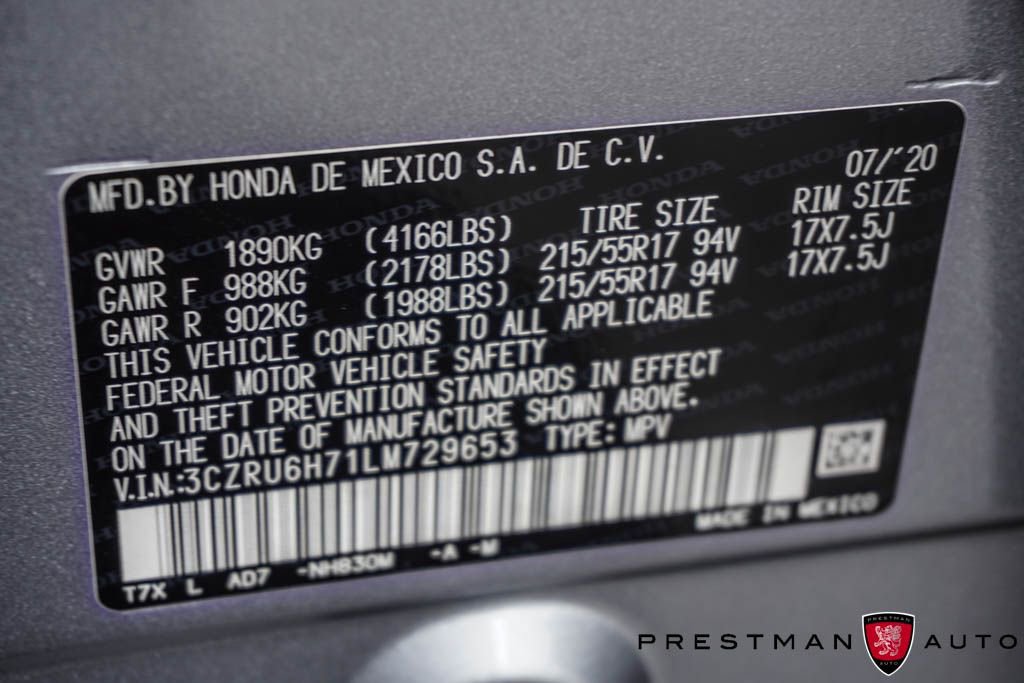 MFD.BY HONDA DE MEXICO S.A. DE C.V. 07/'20
TIRE SIZE RIM SIZE
GVWR 1890KG (4166LBS)
GAWR F 988KG (2178LBS) 215/55R17 94V 17X7.5J
GAWR R 902KG (1988LBS) 215/55R17 94V 17X7.5J
THIS VEHICLE CONFORMS TO ALL APPLICABLE
FEDERAL MOTOR VEHICLE SAFETY
AND THEFT PREVENTION STANDARDS IN EFFECT
ON THE DATE OF MANUFACTURE SHOWN ABOVE.
V.I.N.:3CZRU6H71LM729653 TYPE: MPV
MADE IN MEXICO
T7X L AD7 -NH830M -A -M
PRESTMAN AUTO
PRESTMAN
AUTO